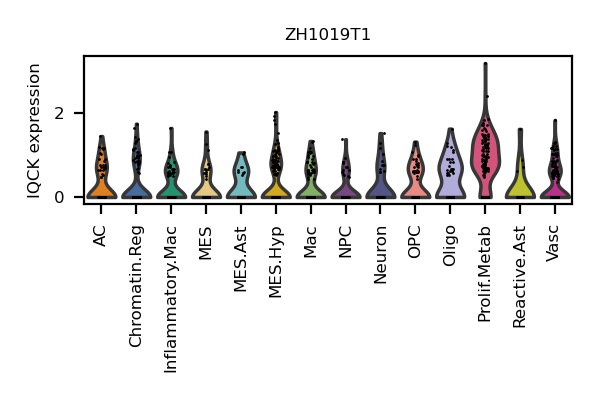 ZH1019T1
IQCK expression
2
0
AC
Chromatin.Reg
Inflammatory.Mac
MES
MES.Ast
MES.Hyp
Mac
NPC
Neuron
OPC
Oligo
Prolif.Metab
Reactive.Ast
Vasc